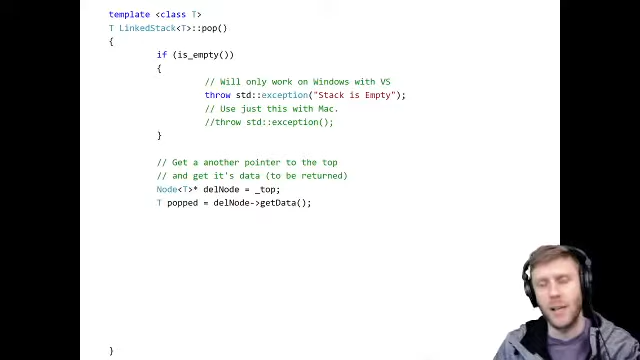 template <class T>
T LinkedStack<T>::pop()
{
if (is_empty())
{
// Will only work on Windows with VS
throw std::exception("Stack is Empty");
// Use just this with Mac.
//throw std::exception();
}
// Get a another pointer to the top
// and get it's data (to be returned)
Node<T>* delNode = _top;
T popped = delNode->getData();
}